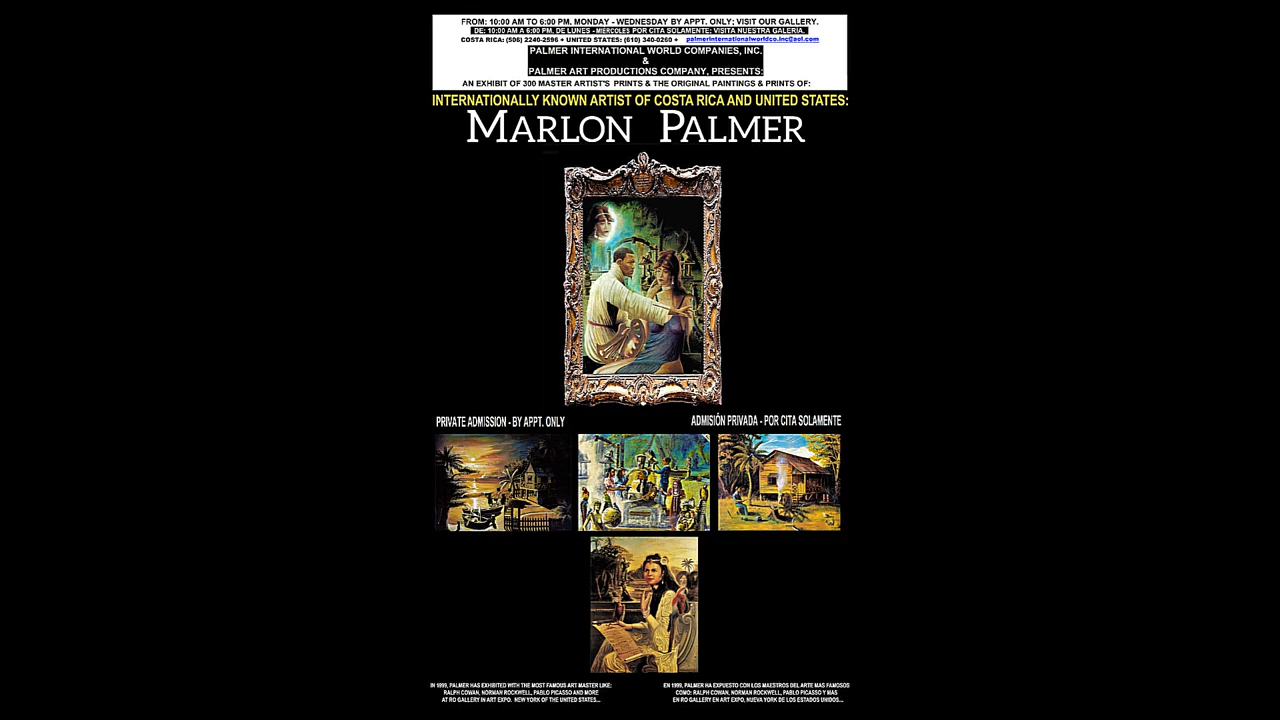 FROM: 10:00 AM TO 6:00 PM. MONDAY - WEDNESDAY BY APPT. ONLY; VISIT OUR GALLERY.
DE: 10:00 AM A 6:00 PM. DE LUNES - MIERCOLES POR CITA SOLAMENTE; VISITA NUESTRA GALERIA.
COSTA RICA: (506) 2240-2596 + UNITED STATES: (610) 340-0260 + palmerinternationalworldco.inc@aol.com
PALMER INTERNATIONAL WORLD COMPANIES, INC.
&
PALMER ART PRODUCTIONS COMPANY, PRESENTS:
AN EXHIBIT OF 300 MASTER ARTIST'S PRINTS & THE ORIGINAL PAINTINGS & PRINTS OF:
INTERNATIONALLY KNOWN ARTIST OF COSTA RICA AND UNITED STATES:
MARLON PALMER
PRIVATE ADMISSION - BY APPT. ONLY
ADMISIÓN PRIVADA - POR CITA SOLAMENTE
IN 1999, PALMER HAS EXHIBITED WITH THE MOST FAMOUS ART MASTER LIKE:
RALPH COWAN, NORMAN ROCKWELL, PABLO PICASSO AND MORE
AT RO GALLERY IN ART EXPO. NEW YORK OF THE UNITED STATES...
EN 1999, PALMER HA EXPUESTO CON LOS MAESTROS DEL ARTE MAS FAMOSOS
COMO: RALPH COWAN, NORMAN ROCKWELL, PABLO PICASSO Y MAS
EN RO GALLERY EN ART EXPO, NUEVA YORK DE LOS ESTADOS UNIDOS...